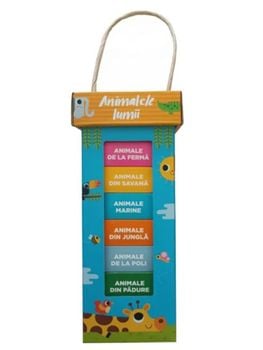 Animalele
lumii
ANIMALE
DE LA FERMĂ
ANIMALE
DIN SAVANĂ
ANIMALE
MARINE
ANIMALE
DIN JUNGLĂ
ANIMALE
DE LA POLI
ANIMALE
DIN PĂDURE